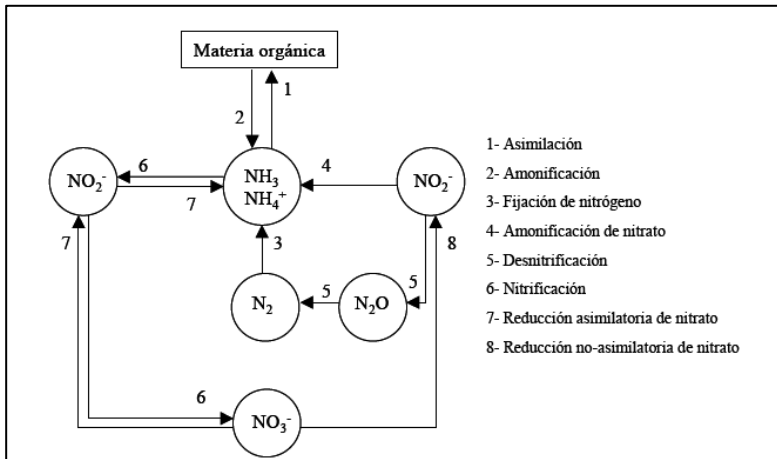 Materia orgánica
1
2
6
4
NO₂⁻
NH₃
NH₄⁺
NO₂⁻
7
7
3
8
5
5
N₂
N₂O
6
NO₃⁻
1- Asimilación
2- Amonificación
3- Fijación de nitrógeno
4- Amonificación de nitrato
5- Desnitrificación
6- Nitrificación
7- Reducción asimilatoria de nitrato
8- Reducción no-asimilatoria de nitrato